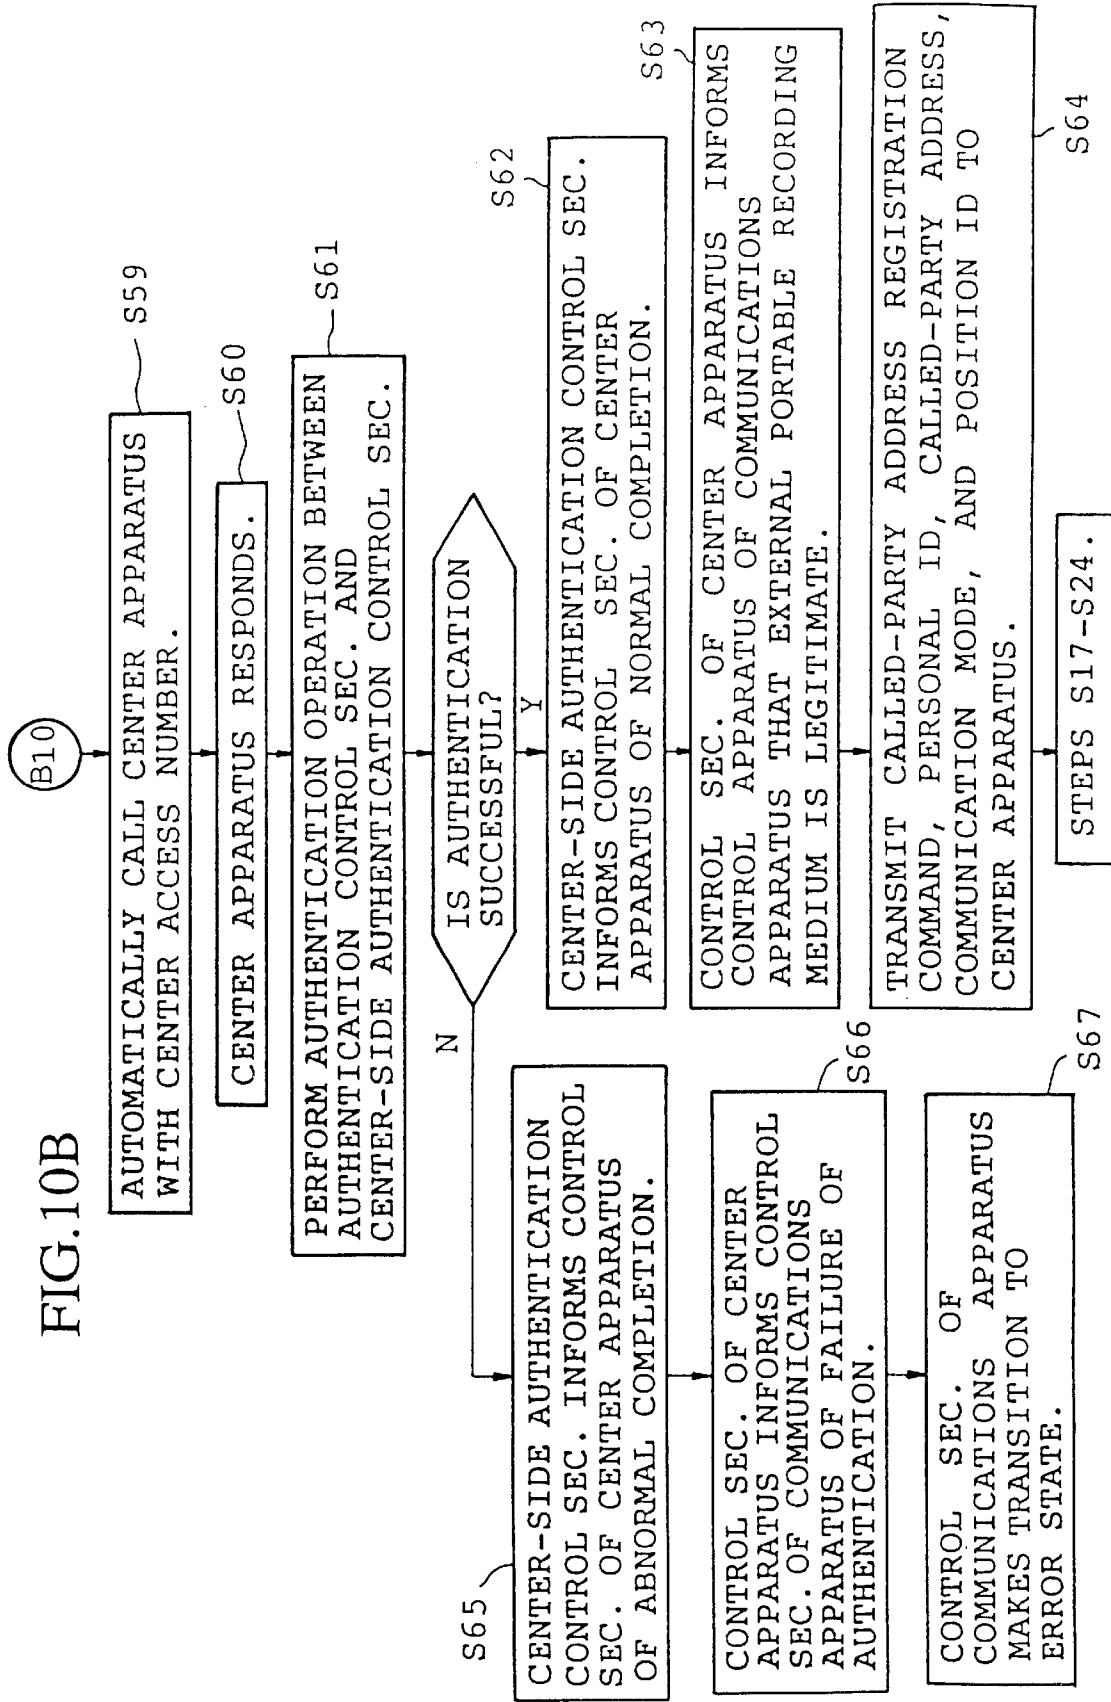 FIG.10B
B10
AUTOMATICALLY CALL CENTER APPARATUS
WITH CENTER ACCESS NUMBER.
S59
CENTER APPARATUS RESPONDS.
S60
PERFORM AUTHENTICATION OPERATION BETWEEN
AUTHENTICATION CONTROL SEC. AND
CENTER-SIDE AUTHENTICATION CONTROL SEC.
S61
IS AUTHENTICATION
SUCCESSFUL?
N
Y
CENTER-SIDE AUTHENTICATION CONTROL SEC.
INFORMS CONTROL SEC. OF CENTER
APPARATUS OF NORMAL COMPLETION.
S62
CONTROL SEC. OF CENTER APPARATUS INFORMS
CONTROL APPARATUS OF COMMUNICATIONS
APPARATUS THAT EXTERNAL PORTABLE RECORDING
MEDIUM IS LEGITIMATE.
S63
TRANSMIT CALLED-PARTY ADDRESS REGISTRATION
COMMAND, PERSONAL ID, CALLED-PARTY ADDRESS,
COMMUNICATION MODE, AND POSITION ID TO
CENTER APPARATUS.
S64
STEPS S17-S24.
S65
CENTER-SIDE AUTHENTICATION
CONTROL SEC. INFORMS CONTROL
SEC. OF CENTER APPARATUS
OF ABNORMAL COMPLETION.
CONTROL SEC. OF CENTER
APPARATUS INFORMS CONTROL
SEC.OF COMMUNICATIONS
APPARATUS OF FAILURE OF
AUTHENTICATION.
S66
CONTROL SEC. OF
COMMUNICATIONS APPARATUS
MAKES TRANSITION TO
ERROR STATE.
S67